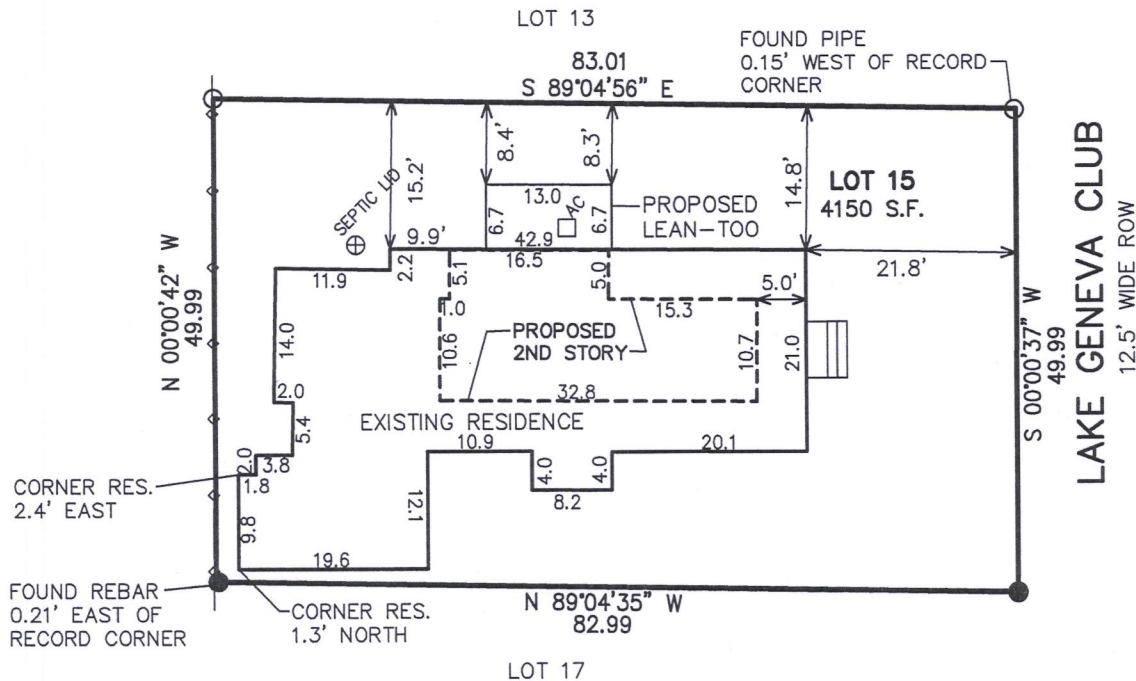 LOT 13
83.01
S 89°04'56" E
FOUND PIPE
0.15' WEST OF RECORD
CORNER
8.4'
8.3'
15.2'
14.8'
LOT 15
4150 S.F.
SEPTIC LID
13.0
6.7
AC
6.7
PROPOSED
LEAN-TOO
9.9'
42.9
16.5
2.2
5.1
5.0
21.8'
11.9
5.0'
1.0
15.3
N 00°00'42" W
49.99
14.0
10.6
PROPOSED
2ND STORY
10.7
21.0
S 00°00'37" W
49.99
LAKE GENEVA CLUB
12.5' WIDE ROW
2.0
32.8
5.4
EXISTING RESIDENCE
10.9
20.1
2.0
3.8
1.8
4.0
4.0
8.2
CORNER RES.
2.4' EAST
9.8
12.1
19.6
FOUND REBAR
0.21' EAST OF
RECORD CORNER
CORNER RES.
1.3' NORTH
N 89°04'35" W
82.99
LOT 17